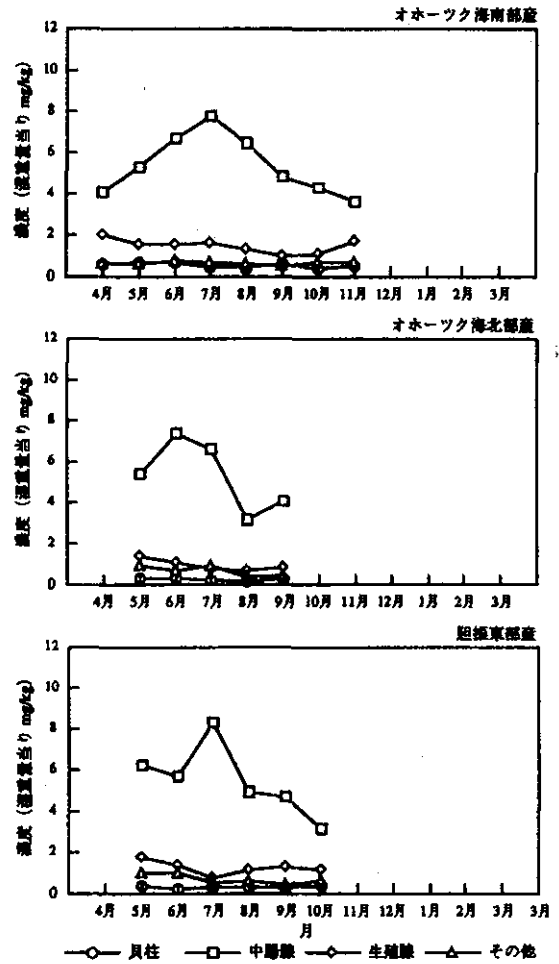 オホーツク海南部産
濃度（湿重量当り mg/kg）
12
10
8
6
4
2
0
4月 5月 6月 7月 8月 9月 10月 11月 12月 1月 2月 3月
オホーツク海北部産
濃度（湿重量当り mg/kg）
12
10
8
6
4
2
0
4月 5月 6月 7月 8月 9月 10月 11月 12月 1月 2月 3月
胆振東部産
濃度（湿重量当り mg/kg）
12
10
8
6
4
2
0
4月 5月 6月 7月 8月 9月 10月 11月 12月 1月 2月 3月
月
貝柱 中腸腺 生殖腺 その他